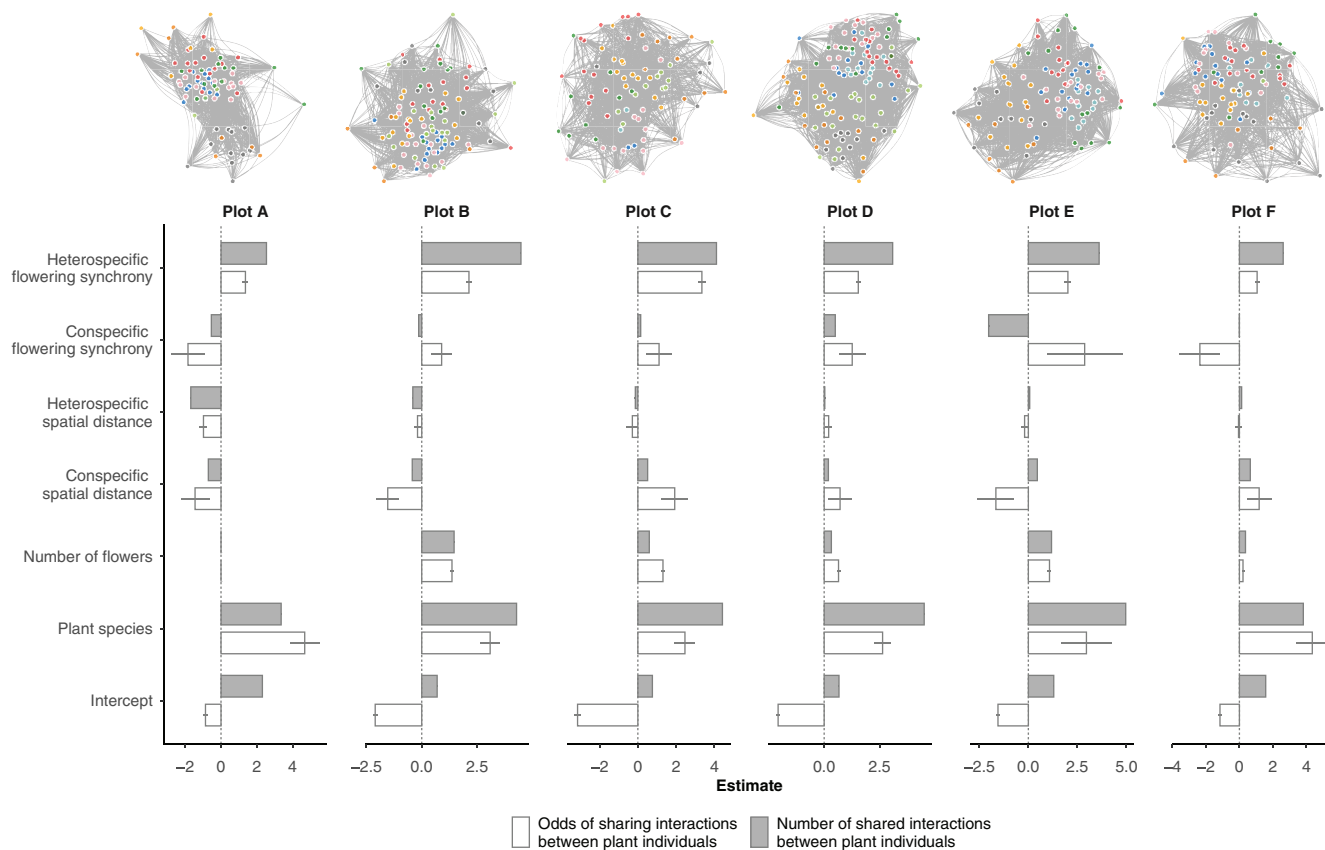 Plot A Plot B Plot C Plot D Plot E Plot F
Heterospecific
flowering synchrony
Conspecific
flowering synchrony
Heterospecific
spatial distance
Conspecific
spatial distance
Number of flowers
Plant species
Intercept
−2 0 2 4 −2.5 0.0 2.5 −2 0 2 4 0.0 2.5 −2.5 0.0 2.5 5.0 −4 −2 0 2 4
Estimate
Odds of sharing interactions
between plant individuals
Number of shared interactions
between plant individuals